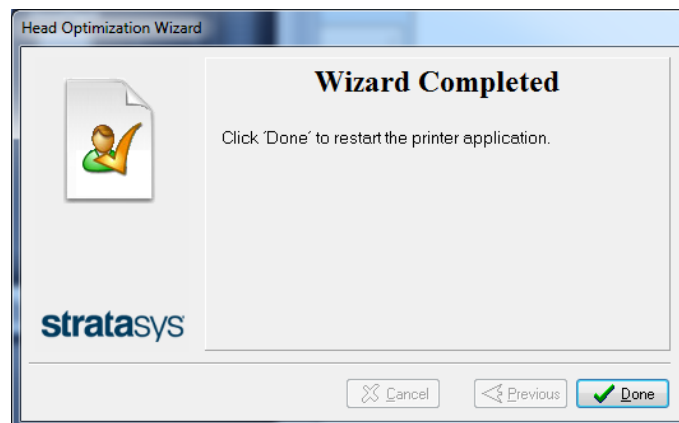 Head Optimization Wizard
Wizard Completed
Click 'Done' to restart the printer application.
stratasys
Cancel
Previous
Done